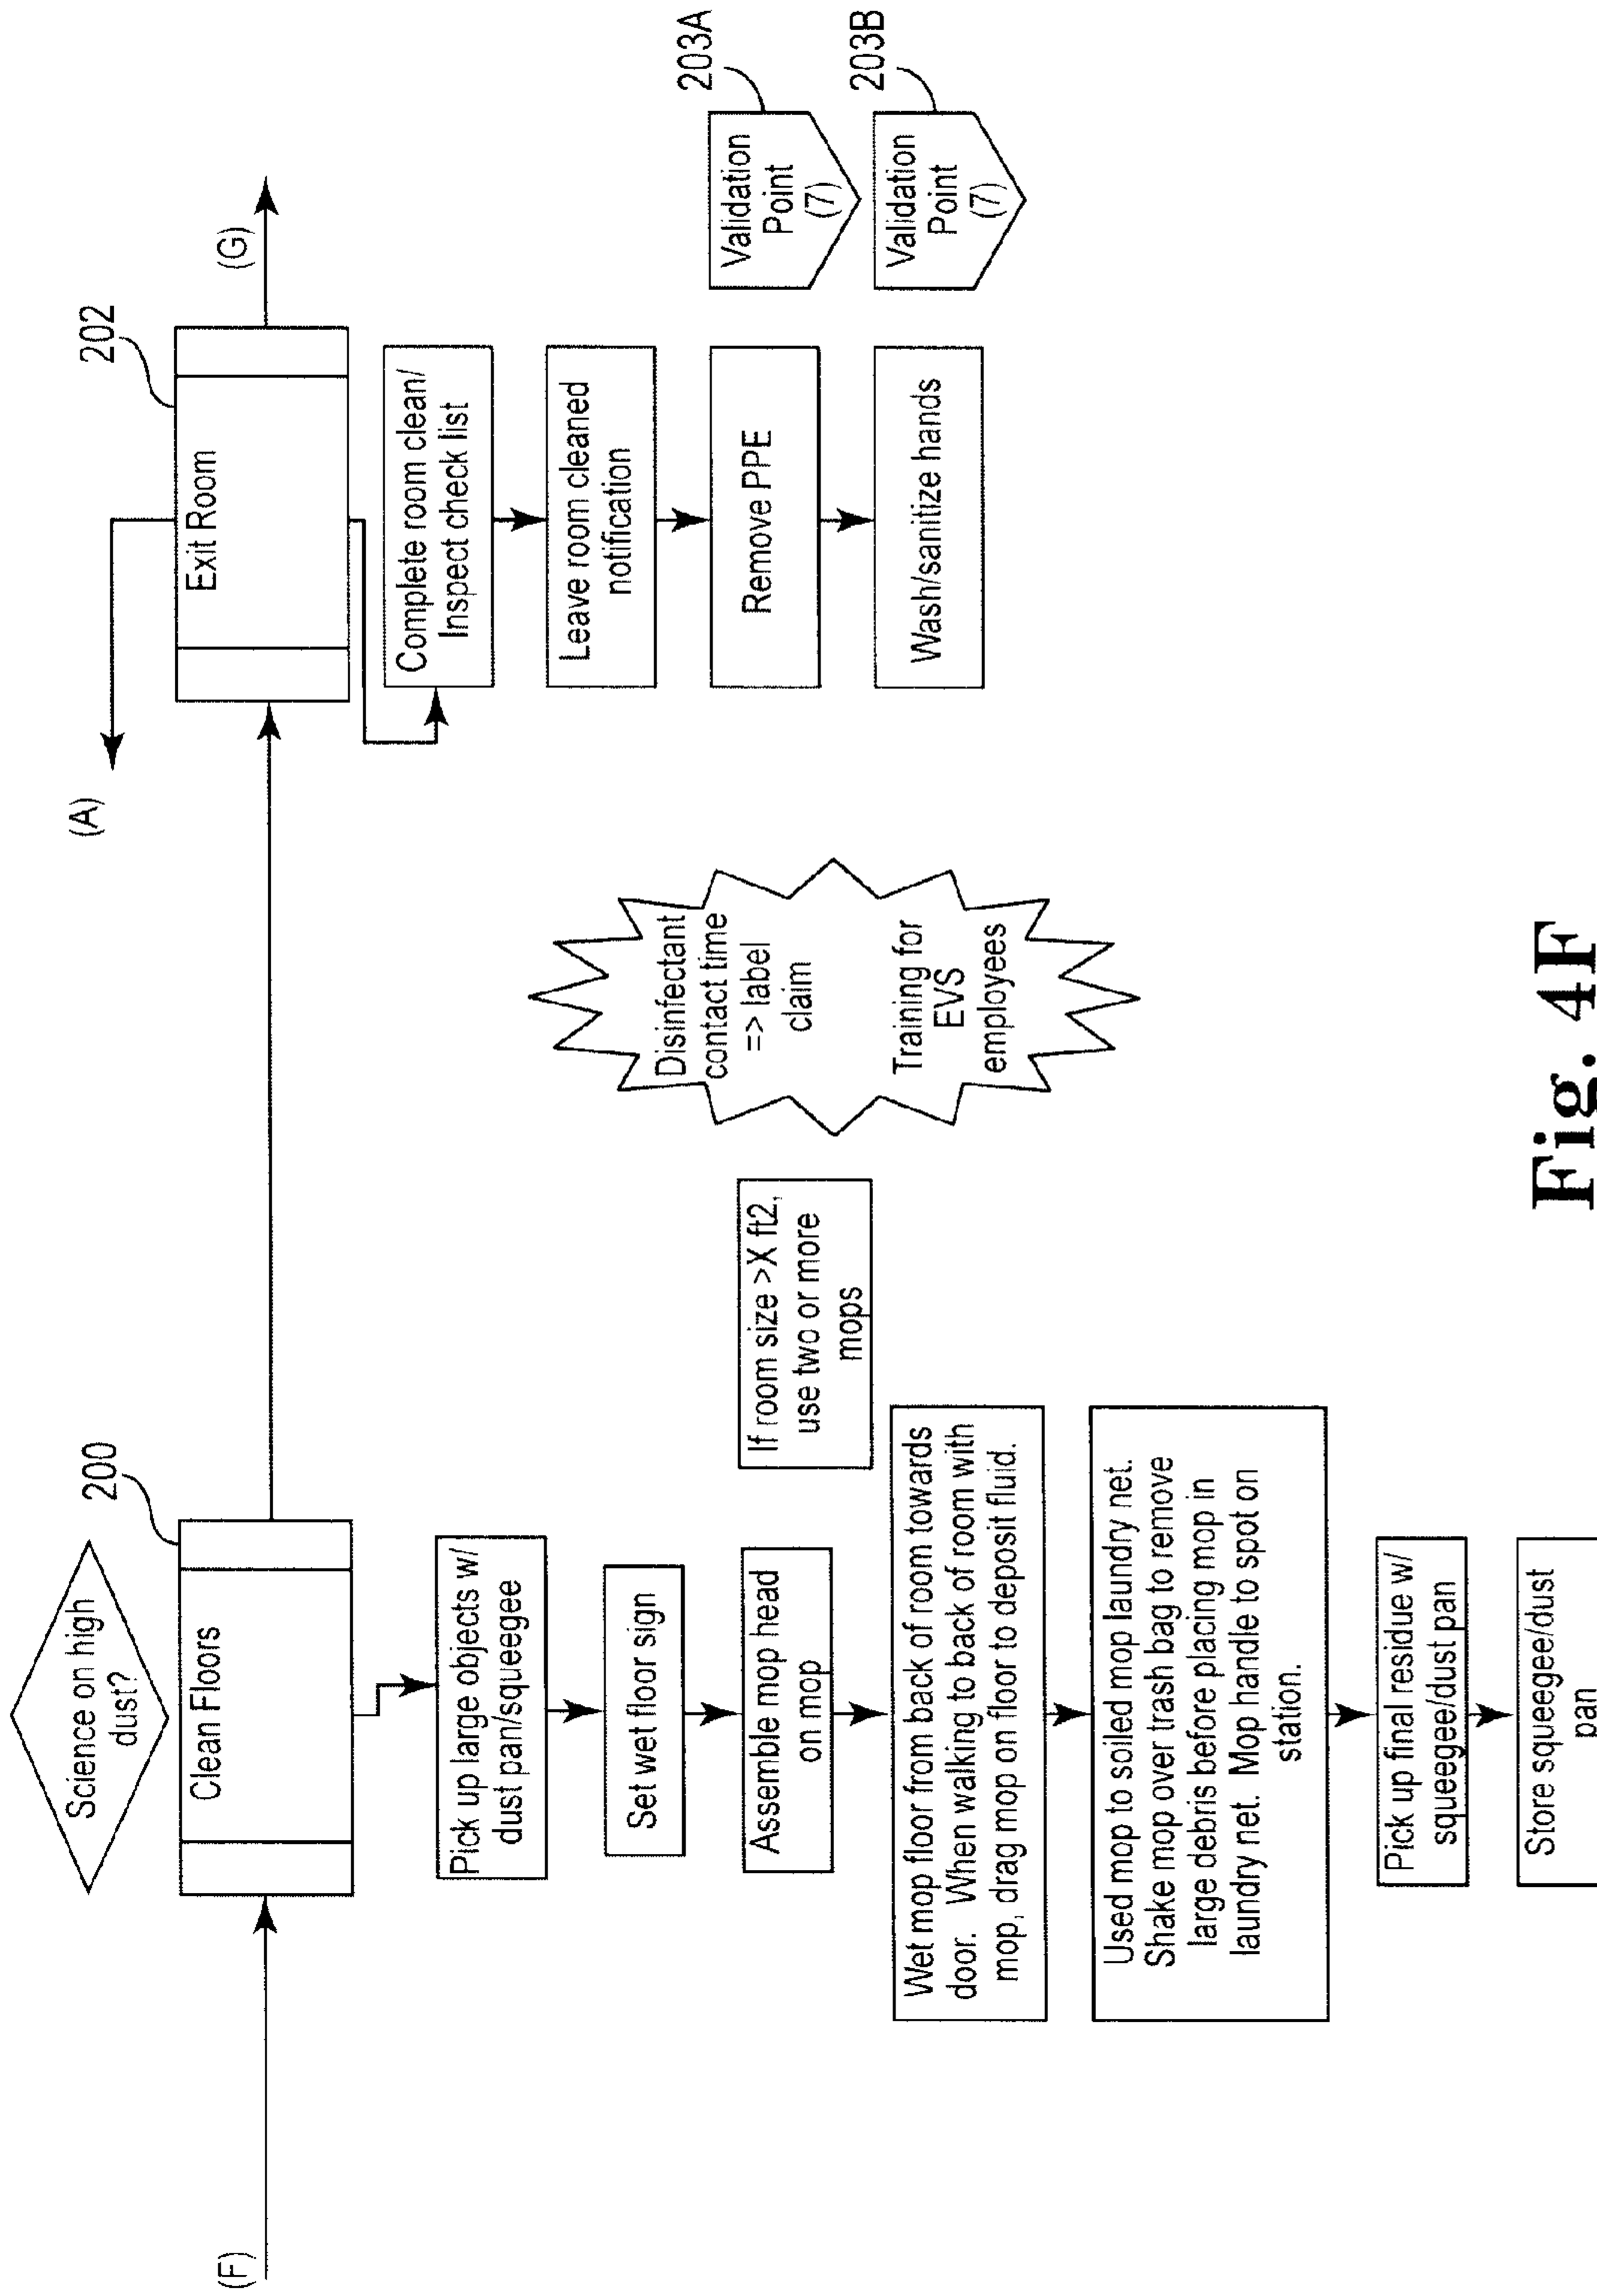 (F)
Science on high
dust?
200
Clean Floors
Pick up large objects w/
dust pan/squeegee
Set wet floor sign
Assemble mop head
on mop
If room size >X ft2,
use two or more
mops
Wet mop floor from back of room towards
door. When walking to back of room with
mop, drag mop on floor to deposit fluid.
Used mop to soiled mop laundry net.
Shake mop over trash bag to remove
large debris before placing mop in
laundry net. Mop handle to spot on
station.
Pick up final residue w/
squeegee/dust pan
Store squeegee/dust
pan
Disinfectant
contact time
=> label
claim
Training for
EVS
employees
(A)
202
Exit Room
(G)
Complete room clean/
Inspect check list
Leave room cleaned
notification
Remove PPE
Wash/sanitize hands
203A
Validation
Point
(7)
203B
Validation
Point
(7)
Fig. 4F